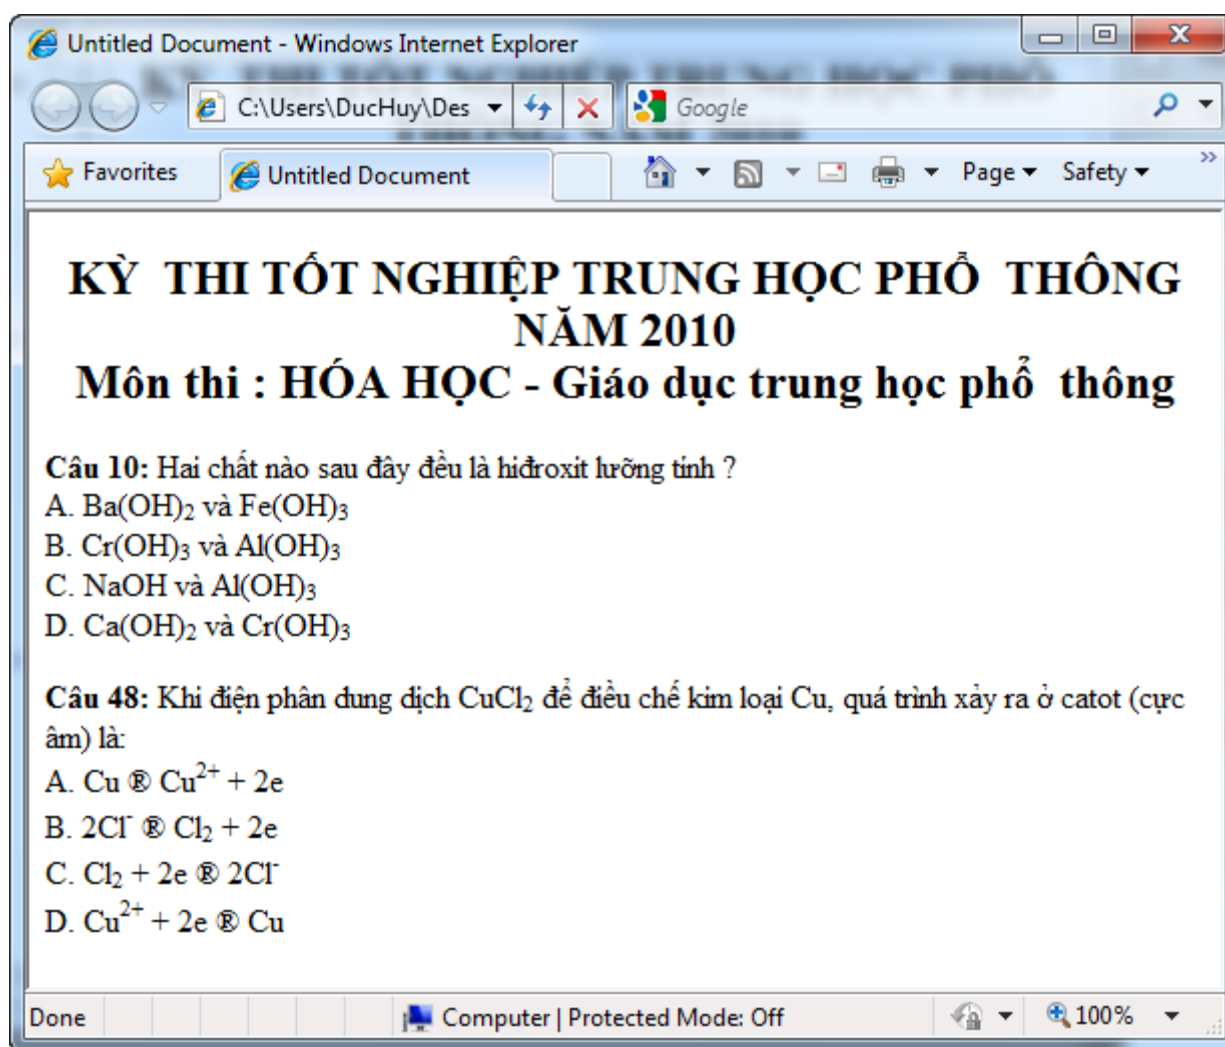 Untitled Document - Windows Internet Explorer
C:\Users\DucHuy\Des
Google
Favorites
Untitled Document
Page
Safety
KỲ THI TỐT NGHIỆP TRUNG HỌC PHỔ THÔNG
NĂM 2010
Môn thi : HÓA HỌC - Giáo dục trung học phổ thông
Câu 10: Hai chất nào sau đây đều là hiđroxit lưỡng tính ?
A. Ba(OH)₂ và Fe(OH)₃
B. Cr(OH)₃ và Al(OH)₃
C. NaOH và Al(OH)₃
D. Ca(OH)₂ và Cr(OH)₃
Câu 48: Khi điện phân dung dịch CuCl₂ để điều chế kim loại Cu, quá trình xảy ra ở catot (cực
âm) là:
A. Cu ® Cu²⁺ + 2e
B. 2Cl⁻ ® Cl₂ + 2e
C. Cl₂ + 2e ® 2Cl⁻
D. Cu²⁺ + 2e ® Cu
Done
Computer | Protected Mode: Off
100%